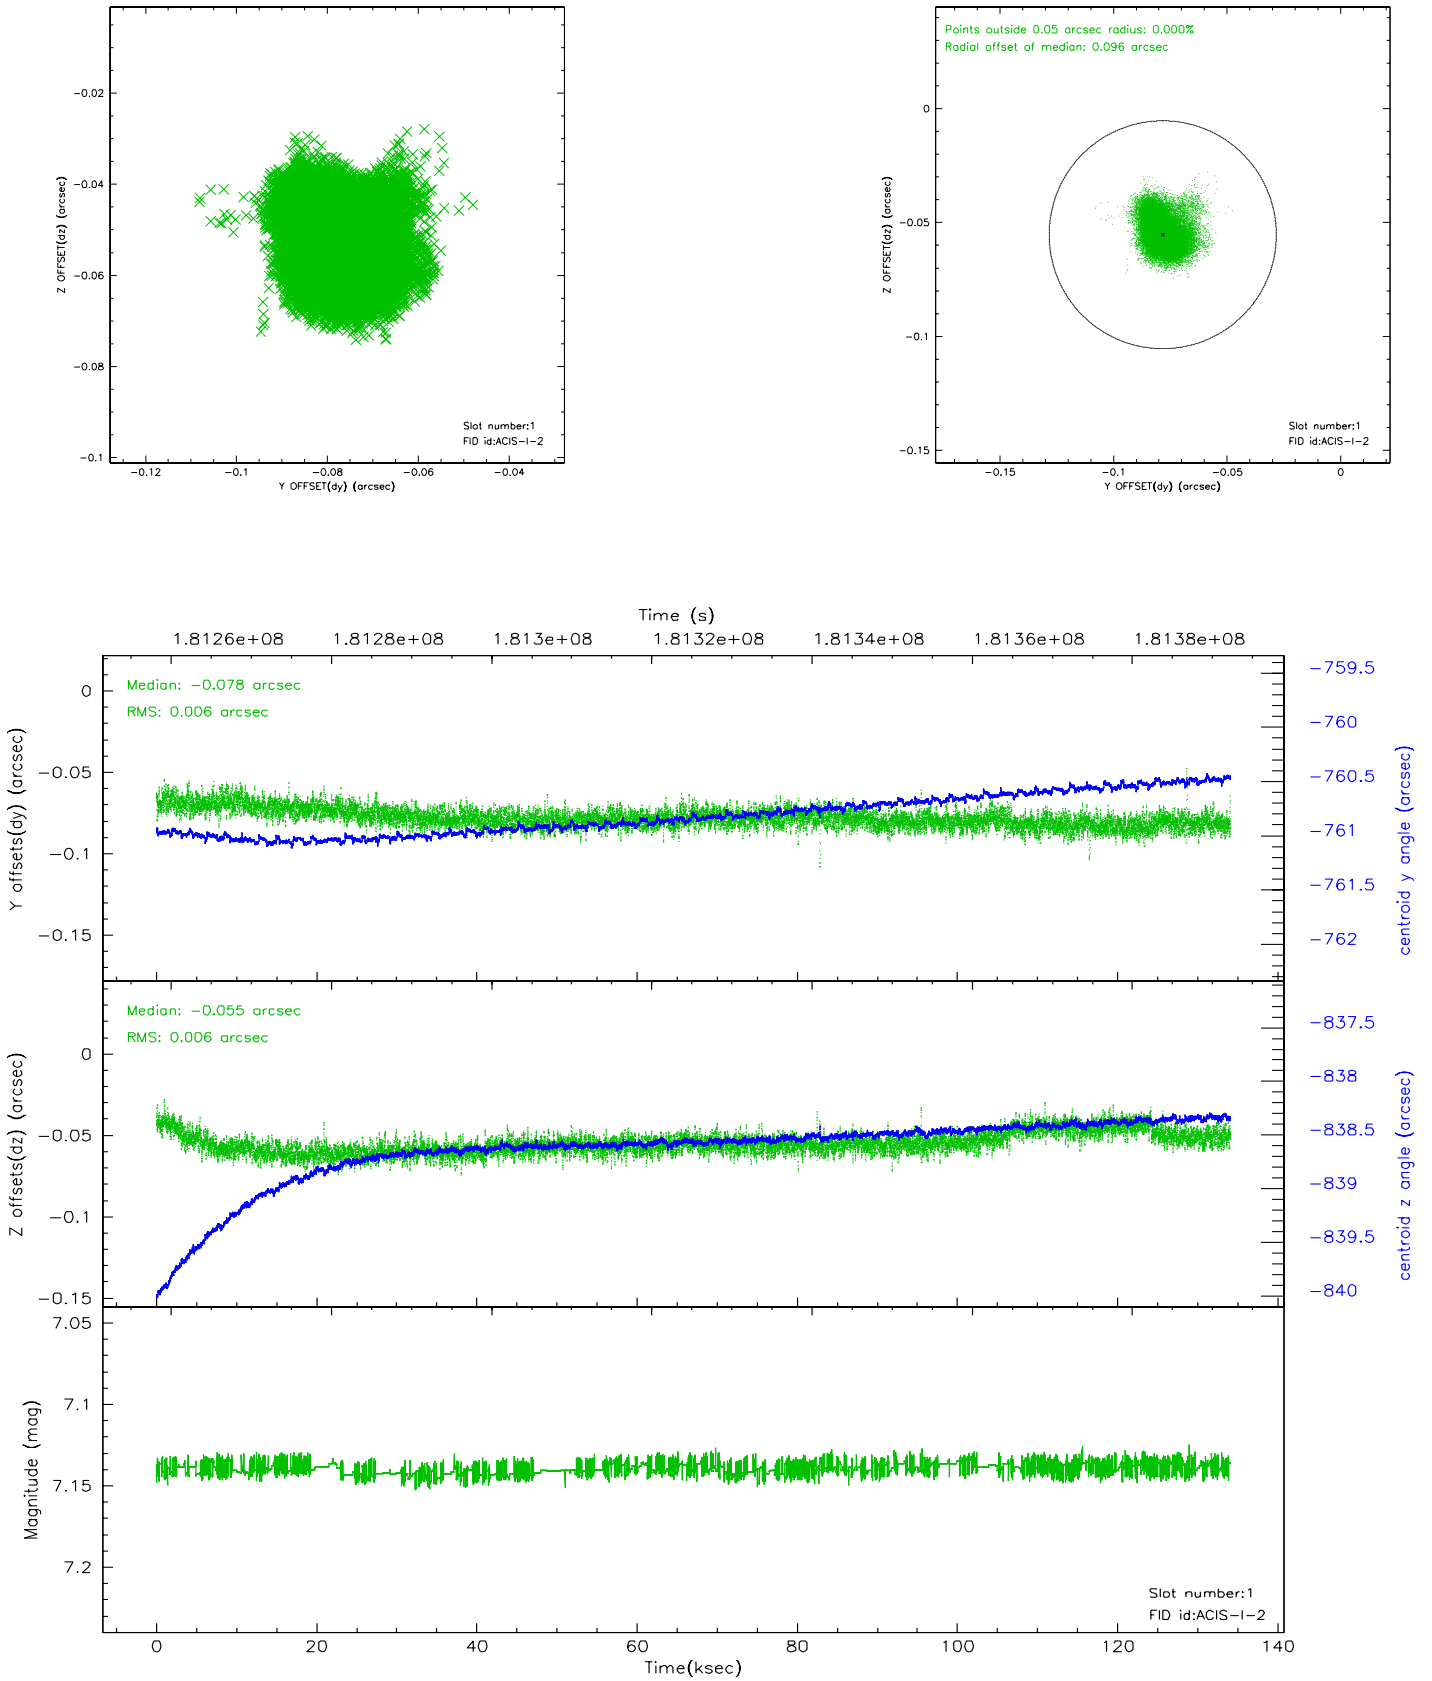 −0.02
−0.04
−0.06
−0.08
−0.1
Z OFFSET(dz) (arcsec)
Slot number:1
FID id:ACIS−I−2
−0.12
−0.1
−0.08
−0.06
−0.04
Y OFFSET(dy) (arcsec)
Points outside 0.05 arcsec radius: 0.000%
Radial offset of median: 0.096 arcsec
0
−0.05
−0.1
−0.15
Z OFFSET(dz) (arcsec)
Slot number:1
FID id:ACIS−I−2
−0.15
−0.1
−0.05
0
Y OFFSET(dy) (arcsec)
Time (s)
1.8126e+08
1.8128e+08
1.813e+08
1.8132e+08
1.8134e+08
1.8136e+08
1.8138e+08
Median: −0.078 arcsec
RMS: 0.006 arcsec
0
−0.05
−0.1
−0.15
Y offsets(dy) (arcsec)
−759.5
−760
−760.5
−761
−761.5
−762
centroid y angle (arcsec)
Median: −0.055 arcsec
RMS: 0.006 arcsec
0
−0.05
−0.1
−0.15
Z offsets(dz) (arcsec)
−837.5
−838
−838.5
−839
−839.5
−840
centroid z angle (arcsec)
7.05
7.1
7.15
7.2
Magnitude (mag)
Slot number:1
FID id:ACIS−I−2
0
20
40
60
80
100
120
140
Time(ksec)